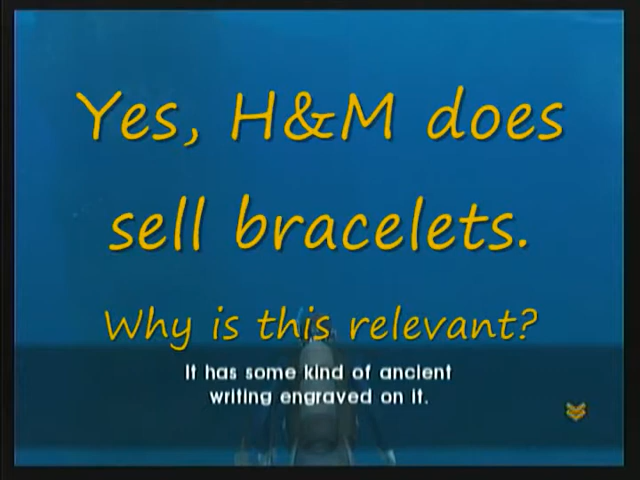 Yes, H&M does
sell bracelets.
Why is this relevant?
It has some kind of ancient
writing engraved on it.